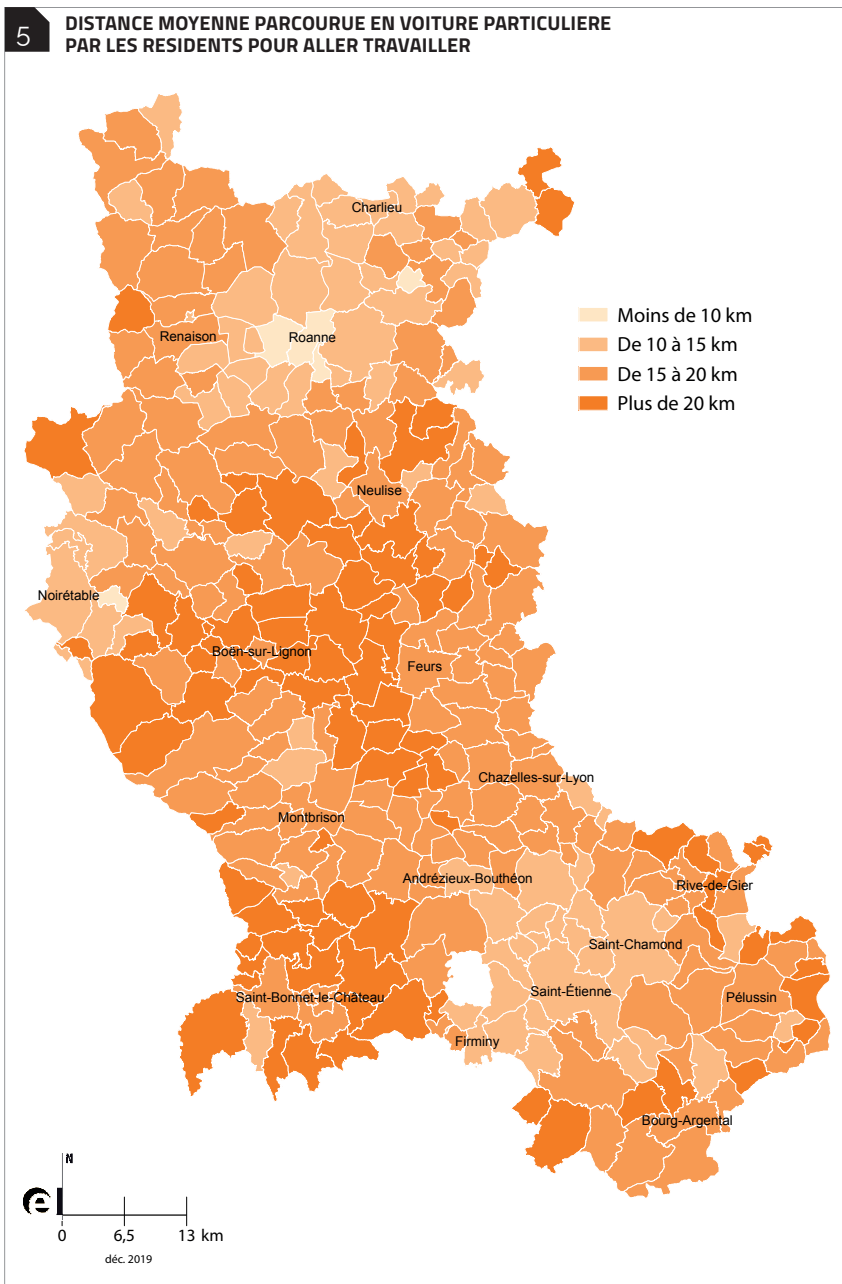 5
DISTANCE MOYENNE PARCOURUE EN VOITURE PARTICULIERE
PAR LES RESIDENTS POUR ALLER TRAVAILLER
Charlieu
Moins de 10 km
Renaison
Roanne
De 10 à 15 km
De 15 à 20 km
Plus de 20 km
Neulise
Noirétable
Boën-sur-Lignon
Feurs
Chazelles-sur-Lyon
Montbrison
Andrézieux-Bouthéon
Rive-de-Gier
Saint-Chamond
Saint-Étienne
Saint-Bonnet-le-Château
Pélussin
Firminy
Bourg-Argental
N
e
0 6,5 13 km
déc. 2019